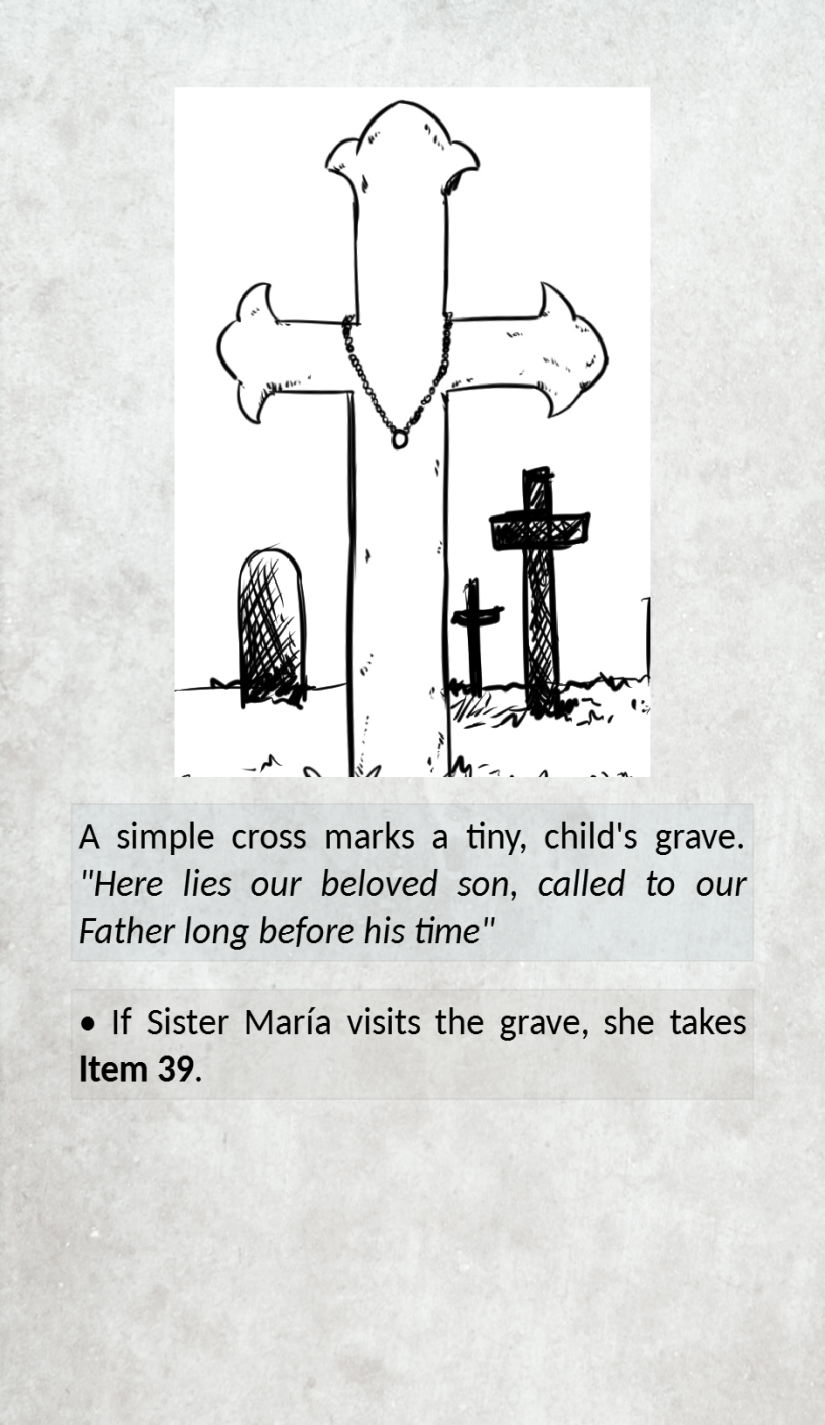 A simple cross marks a tiny, child's grave.
"Here lies our beloved son, called to our
Father long before his time"
• If Sister María visits the grave, she takes
Item 39.